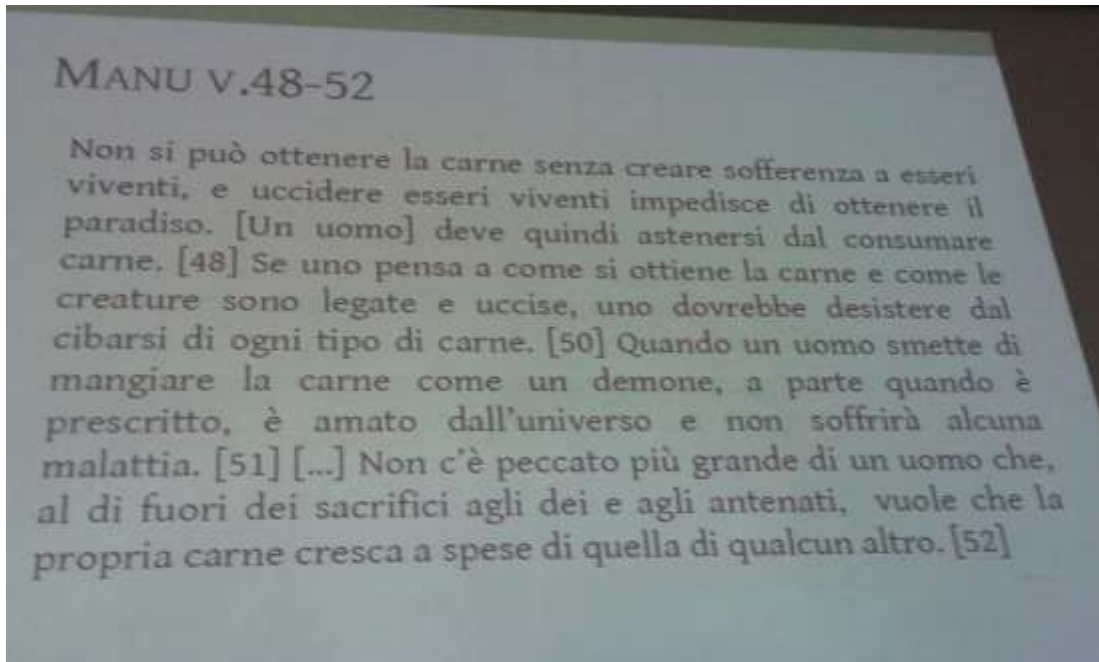 MANU V.48-52
Non si può ottenere la carne senza creare sofferenza a esseri
viventi, e uccidere esseri viventi impedisce di ottenere il
paradiso. [Un uomo] deve quindi astenersi dal consumare
carne. [48] Se uno pensa a come si ottiene la carne e come le
creature sono legate e uccise, uno dovrebbe desistere dal
cibarsi di ogni tipo di carne. [50] Quando un uomo smette di
mangiare la carne come un demone, a parte quando è
prescritto, è amato dall'universo e non soffrirà alcuna
malattia. [51] [...] Non c'è peccato più grande di un uomo che,
al di fuori dei sacrifici agli dei e agli antenati, vuole che la
propria carne cresca a spese di quella di qualcun altro. [52]